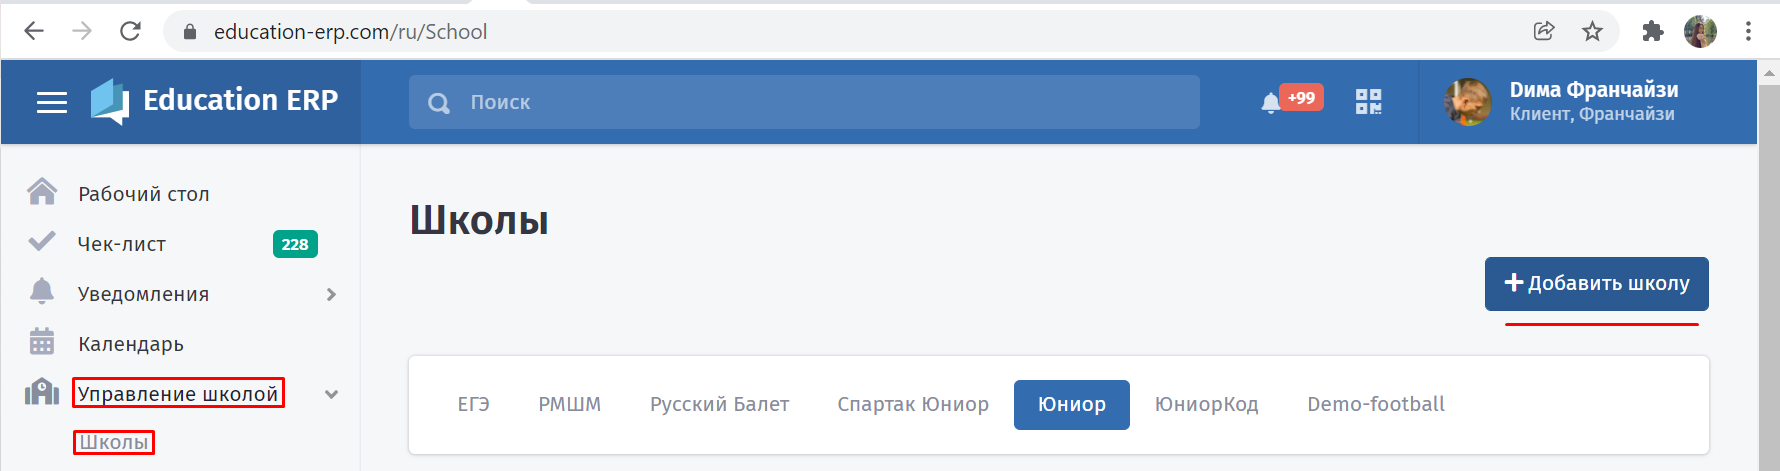 education-erp.com/ru/School
Education ERP
Поиск
+99
Dима Франчайзи
Клиент, Франчайзи
Рабочий стол
Чек-лист 228
Уведомления
Календарь
Управление школой
Школы
Школы
+ Добавить школу
ЕГЭ РМШМ Русский Балет Спартак Юниор Юниор ЮниорКод Demo-football